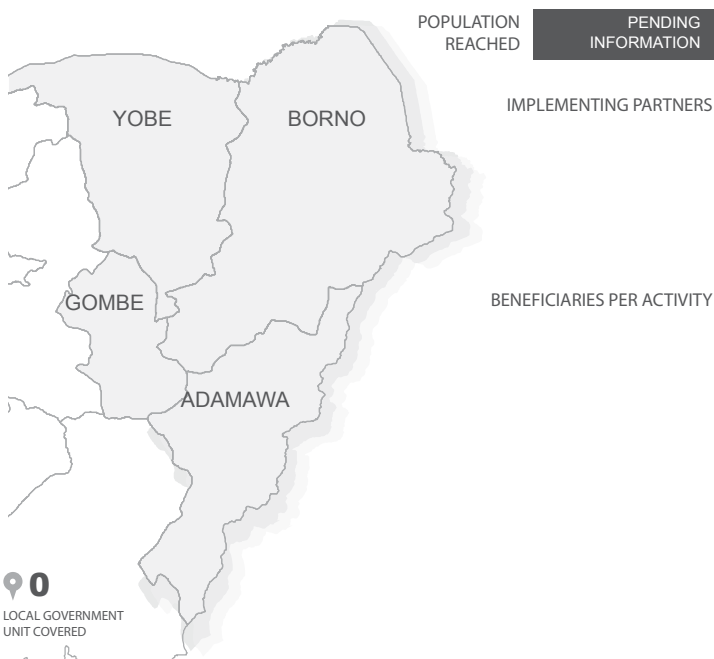 POPULATION
REACHED
PENDING
INFORMATION
IMPLEMENTING PARTNERS
YOBE
BORNO
GOMBE
BENEFICIARIES PER ACTIVITY
ADAMAWA
0
LOCAL GOVERNMENT
UNIT COVERED